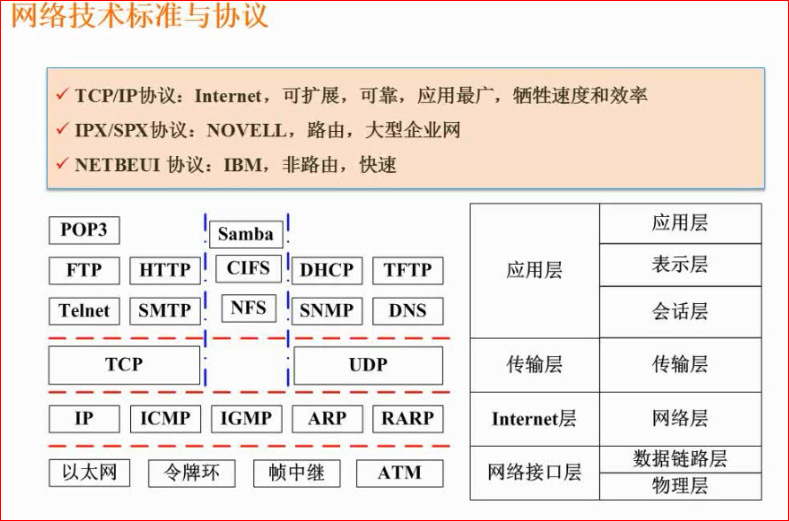 网络技术标准与协议
✓ TCP/IP协议：Internet，可扩展，可靠，应用最广，牺牲速度和效率
✓ IPX/SPX协议：NOVELL，路由，大型企业网
✓ NETBEUI 协议：IBM，非路由，快速
POP3 Samba
FTP HTTP CIFS DHCP TFTP
Telnet SMTP NFS SNMP DNS
TCP UDP
IP ICMP IGMP ARP RARP
以太网 令牌环 帧中继 ATM
应用层 应用层
表示层
会话层
传输层 传输层
Internet层 网络层
网络接口层 数据链路层
物理层